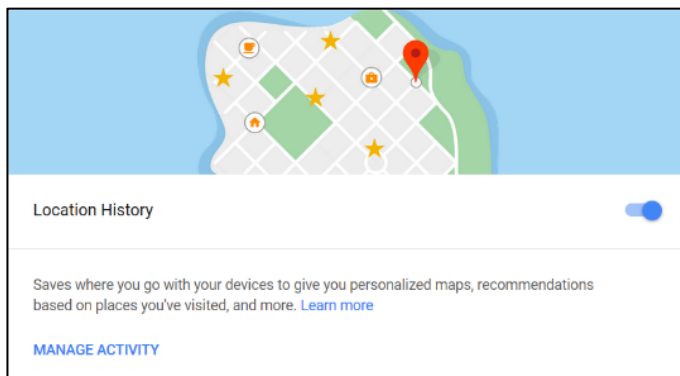 Location History
Saves where you go with your devices to give you personalized maps, recommendations
based on places you've visited, and more. Learn more
MANAGE ACTIVITY